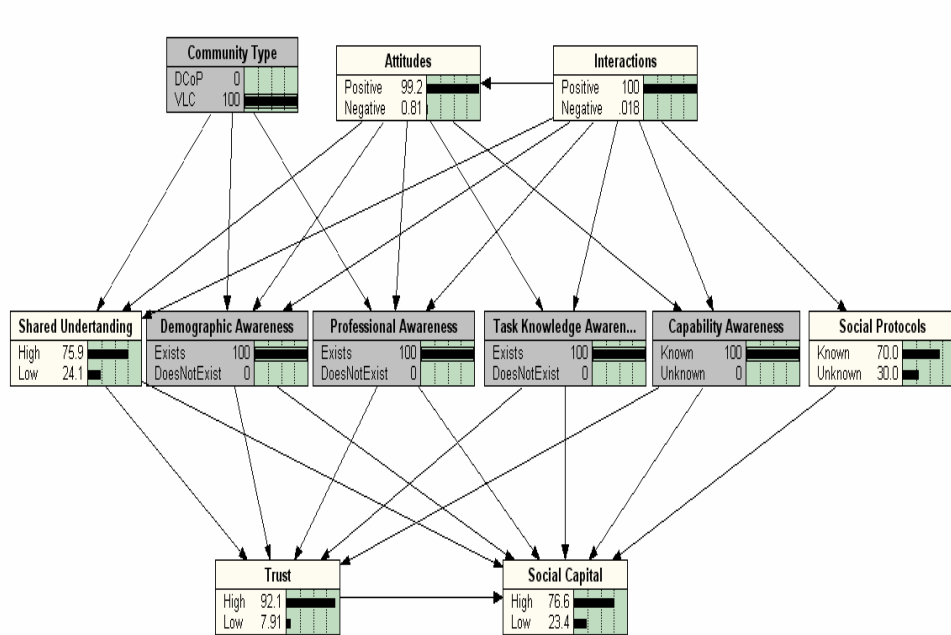 Community Type
DCoP 0
VLC 100
Attitudes
Positive 99.2
Negative 0.81
Interactions
Positive 100
Negative .018
Shared Undertanding
High 75.9
Low 24.1
Demographic Awareness
Exists 100
DoesNotExist 0
Professional Awareness
Exists 100
DoesNotExist 0
Task Knowledge Awaren...
Exists 100
DoesNotExist 0
Capability Awareness
Known 100
Unknown 0
Social Protocols
Known 70.0
Unknown 30.0
Trust
High 92.1
Low 7.91
Social Capital
High 76.6
Low 23.4